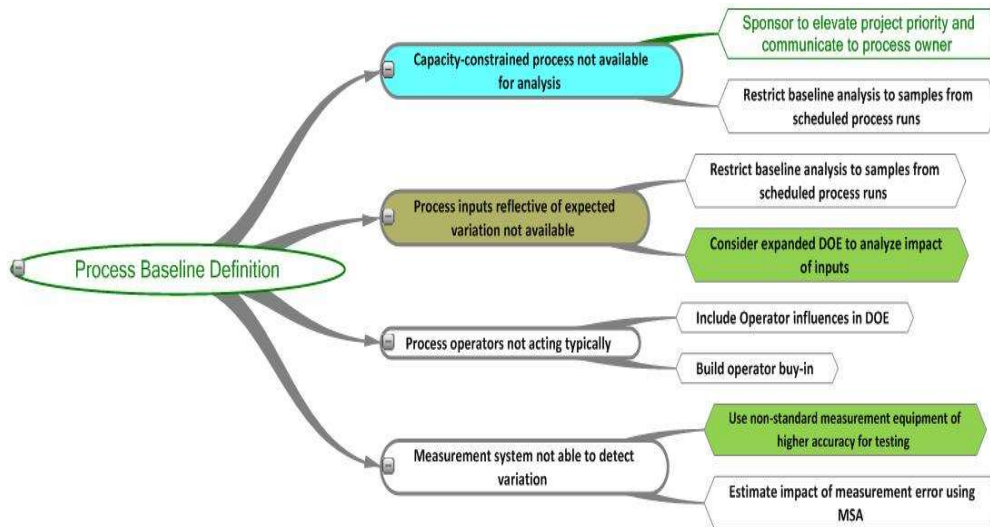 Sponsor to elevate project priority and
communicate to process owner
Capacity-constrained process not available
for analysis
Restrict baseline analysis to samples from
scheduled process runs
Restrict baseline analysis to samples from
scheduled process runs
Process inputs reflective of expected
variation not available
Consider expanded DOE to analyze impact
of inputs
Process Baseline Definition
Include Operator influences in DOE
Process operators not acting typically
Build operator buy-in
Use non-standard measurement equipment of
higher accuracy for testing
Measurement system not able to detect
variation
Estimate impact of measurement error using
MSA